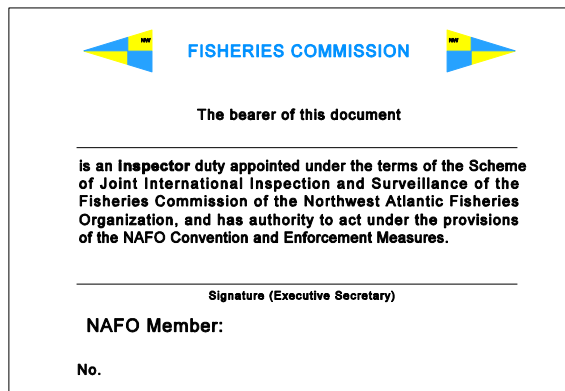 FISHERIES COMMISSION
The bearer of this document
is an Inspector duty appointed under the terms of the Scheme
of Joint International Inspection and Surveillance of the
Fisheries Commission of the Northwest Atlantic Fisheries
Organization, and has authority to act under the provisions
of the NAFO Convention and Enforcement Measures.
Signature (Executive Secretary)
NAFO Member:
No.